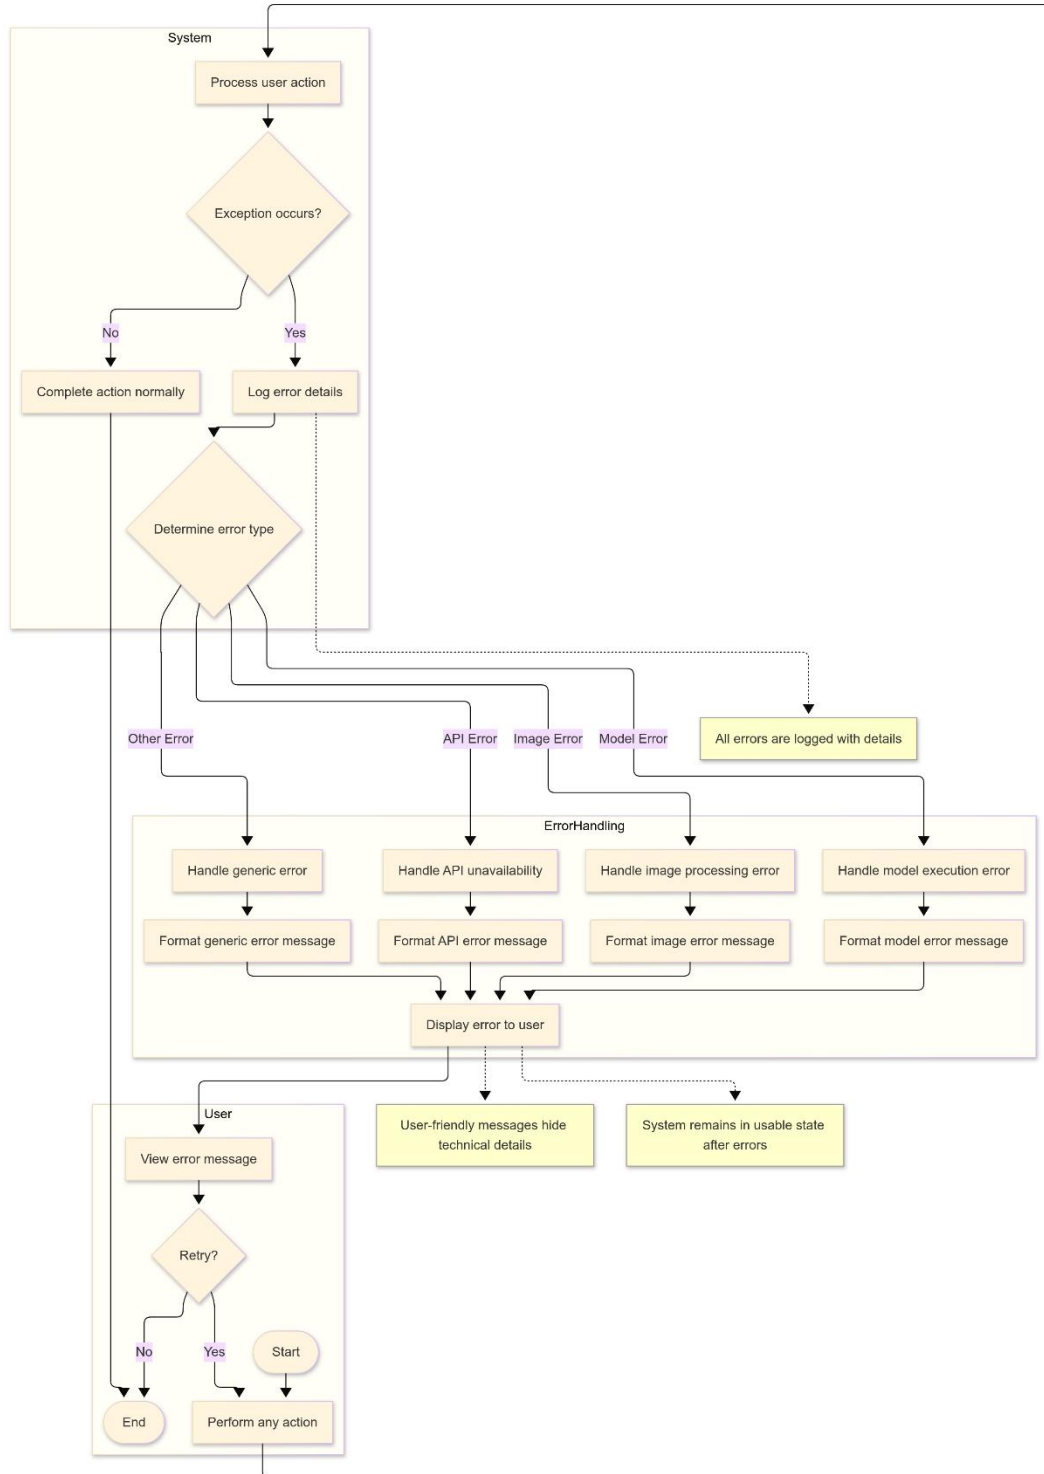 System
Process user action
Exception occurs?
No
Yes
Complete action normally
Log error details
Determine error type
Other Error
API Error
Image Error
Model Error
All errors are logged with details
ErrorHandling
Handle generic error
Handle API unavailability
Handle image processing error
Handle model execution error
Format generic error message
Format API error message
Format image error message
Format model error message
Display error to user
User
User-friendly messages hide
technical details
System remains in usable state
after errors
View error message
Retry?
No
Yes
Start
End
Perform any action